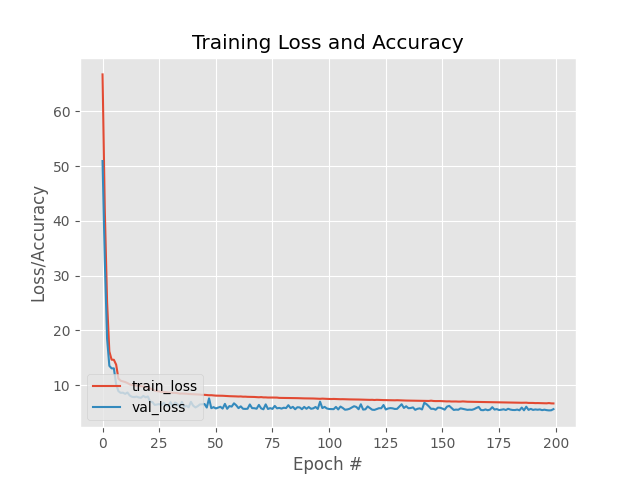 Training Loss and Accuracy
Loss/Accuracy
60
50
40
30
20
10
train_loss
val_loss
0 25 50 75 100 125 150 175 200
Epoch #